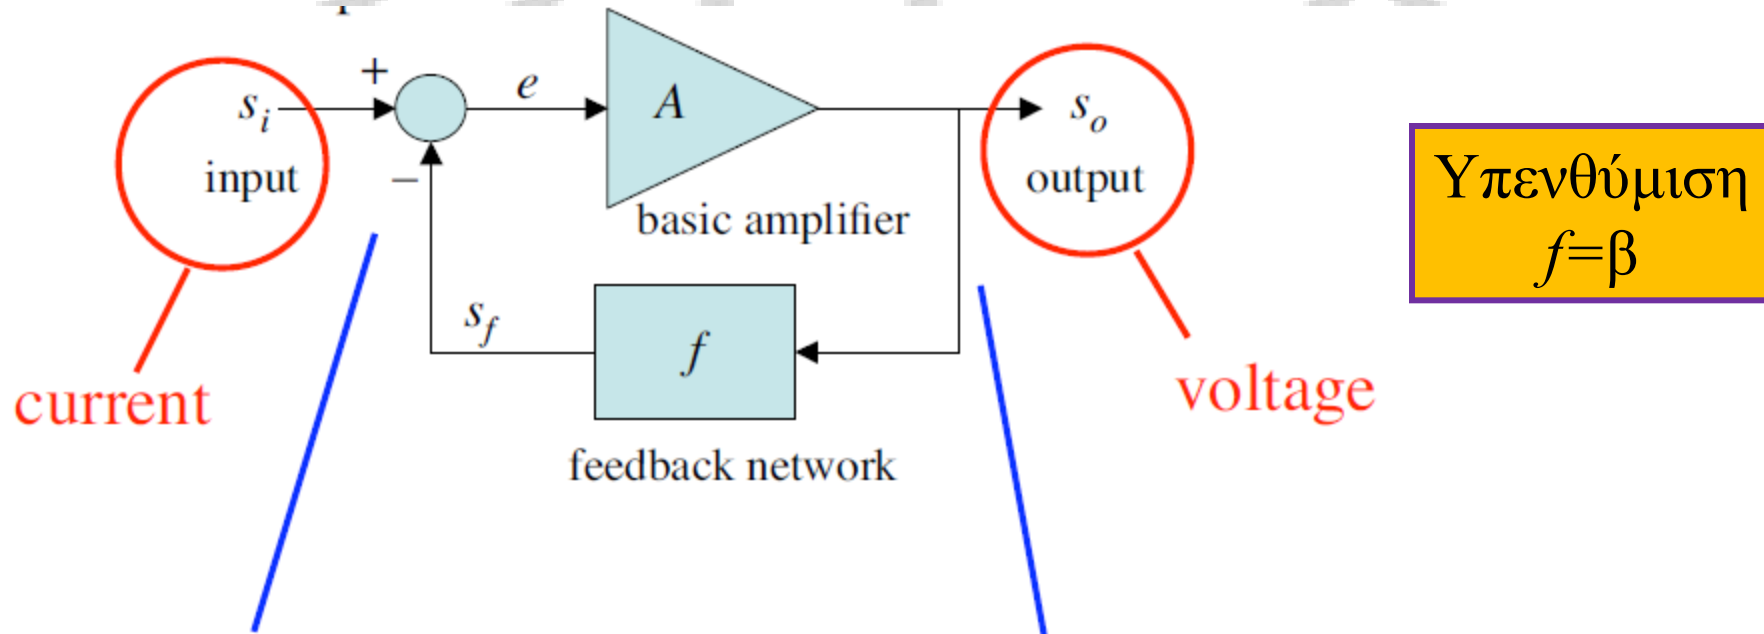 +
s_i
e
A
s_o
input
−
output
basic amplifier
s_f
f
feedback network
current
voltage
Υπενθύμιση
f=β